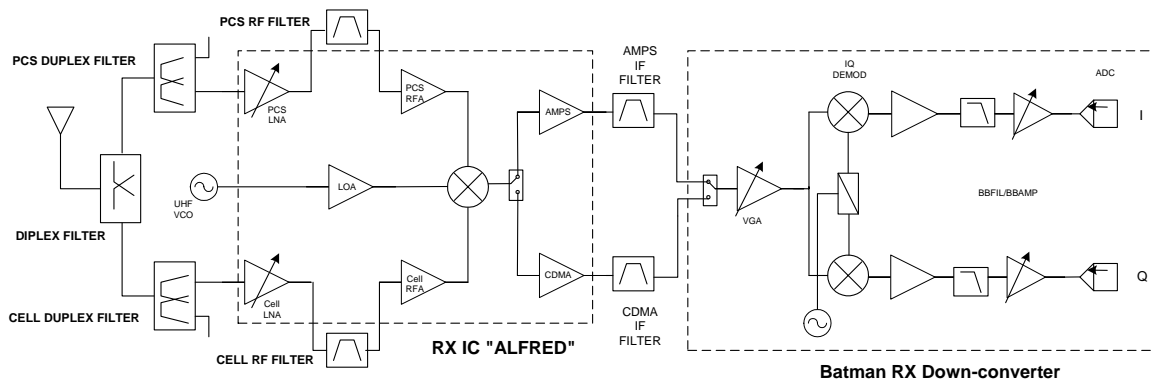 PCS RF FILTER
PCS DUPLEX FILTER
AMPS
IF
FILTER
IQ
DEMOD
ADC
PCS
LNA
PCS
RFA
AMPS
I
LOA
UHF
VCO
VGA
BBFIL/BBAMP
DIPLEX FILTER
Cell
LNA
Cell
RFA
CDMA
Q
CELL DUPLEX FILTER
CELL RF FILTER
RX IC "ALFRED"
CDMA
IF
FILTER
Batman RX Down-converter